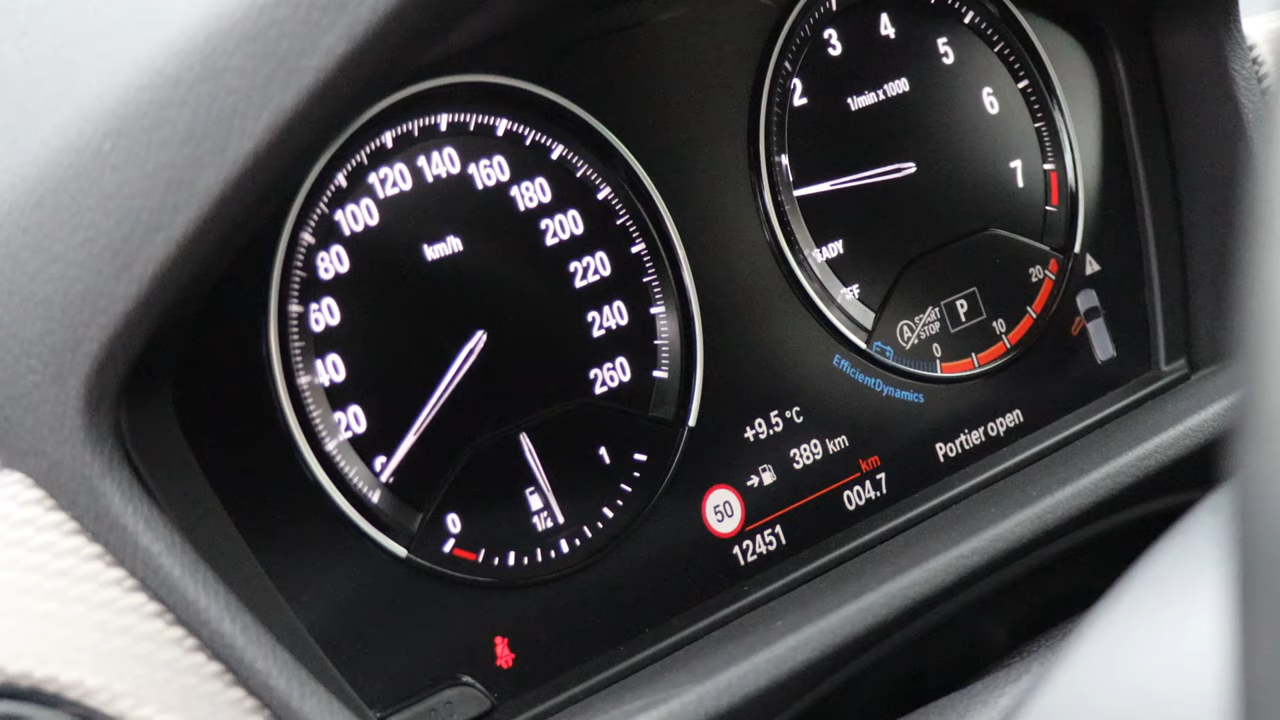 km/h
0
20
40
60
80
100
120
140
160
180
200
220
240
260
0
1/2
1
1/min x 1000
1
2
3
4
5
6
7
A
START
STOP
P
0
10
20
EfficientDynamics
+9.5 °C
389 km
50
km
12451
004.7
Portier open